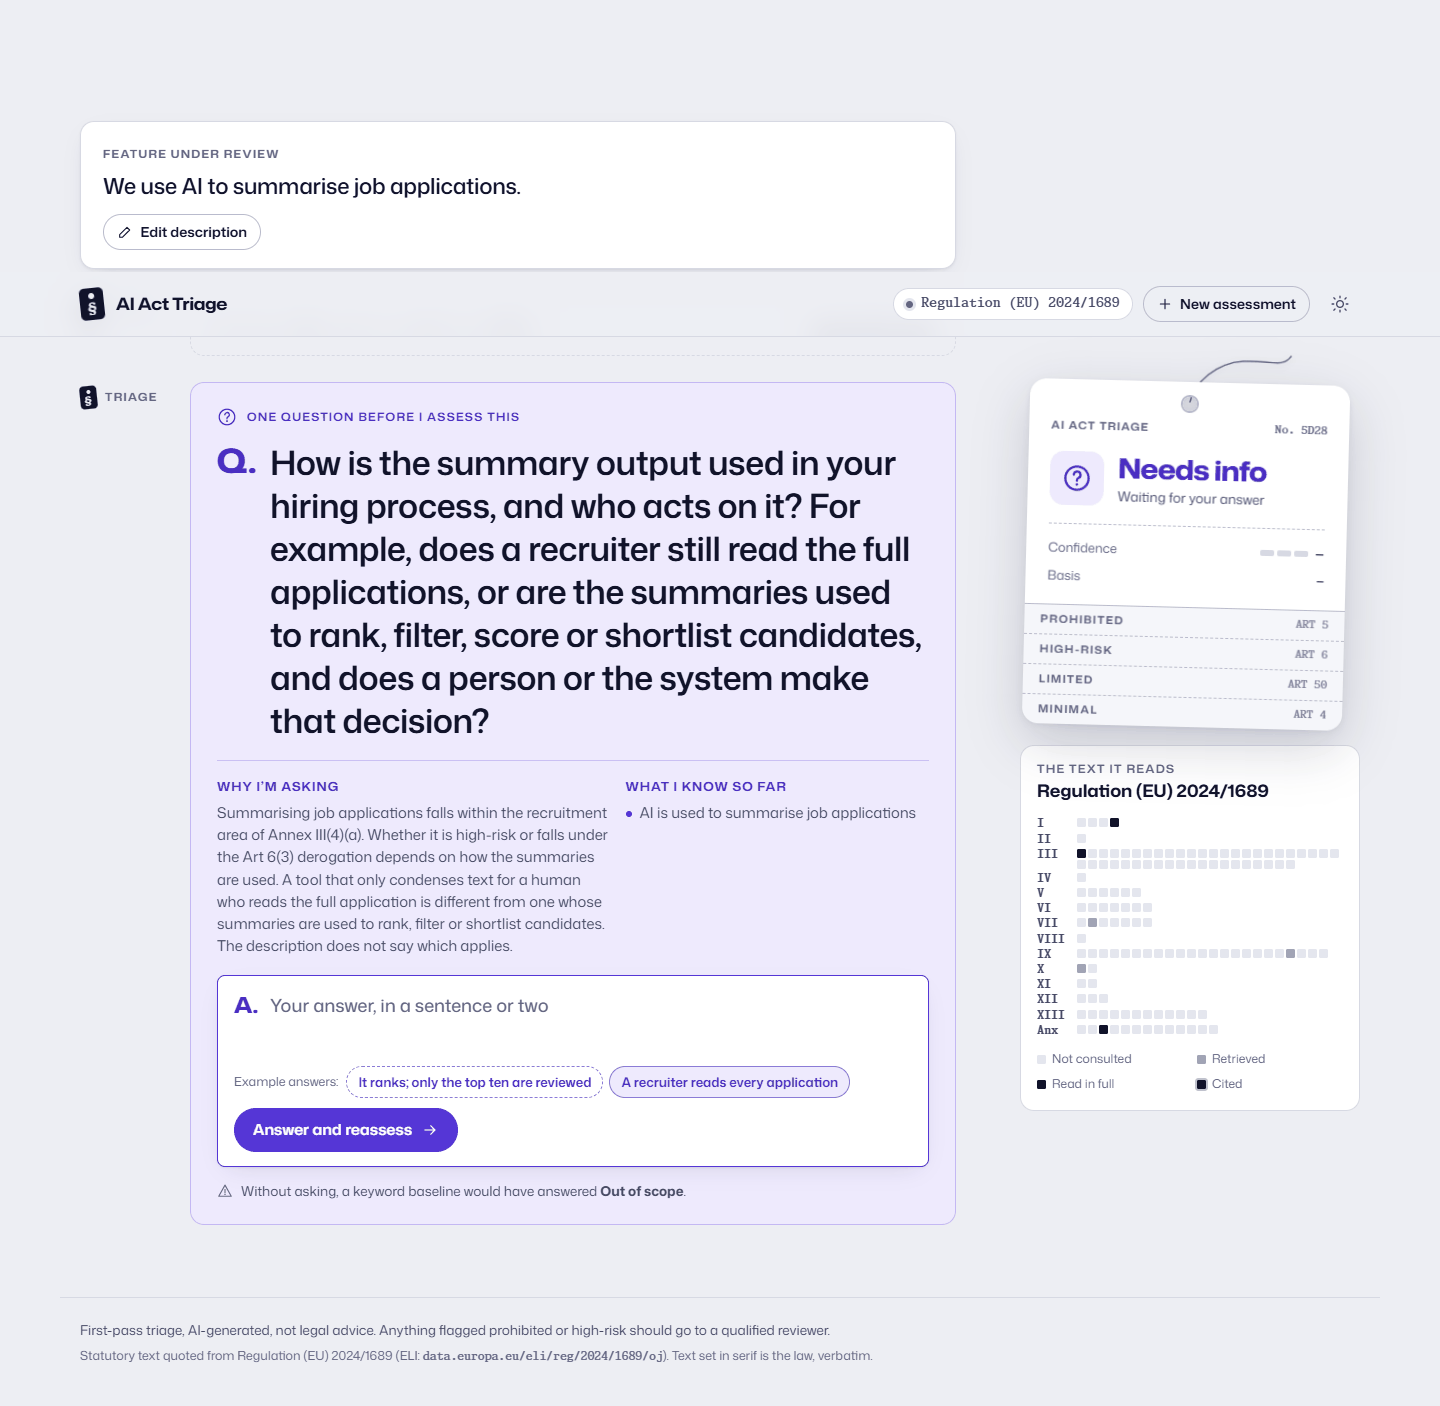 FEATURE UNDER REVIEW
We use AI to summarise job applications.
Edit description
AI Act Triage
Regulation (EU) 2024/1689
New assessment
§ TRIAGE
ONE QUESTION BEFORE I ASSESS THIS
Q. How is the summary output used in your
hiring process, and who acts on it? For
example, does a recruiter still read the full
applications, or are the summaries used
to rank, filter, score or shortlist candidates,
and does a person or the system make
that decision?
WHY I'M ASKING
Summarising job applications falls within the recruitment
area of Annex III(4)(a). Whether it is high-risk or falls under
the Art 6(3) derogation depends on how the summaries
are used. A tool that only condenses text for a human
who reads the full application is different from one whose
summaries are used to rank, filter or shortlist candidates.
The description does not say which applies.
WHAT I KNOW SO FAR
AI is used to summarise job applications
A. Your answer, in a sentence or two
Example answers: It ranks; only the top ten are reviewed A recruiter reads every application
Answer and reassess →
Without asking, a keyword baseline would have answered Out of scope.
AI ACT TRIAGE No. 5D28
Needs info
Waiting for your answer
Confidence –
Basis –
PROHIBITED ART 5
HIGH-RISK ART 6
LIMITED ART 50
MINIMAL ART 4
THE TEXT IT READS
Regulation (EU) 2024/1689
I
II
III
IV
V
VI
VII
VIII
IX
X
XI
XII
XIII
Anx
Not consulted Retrieved
Read in full Cited
First-pass triage, AI-generated, not legal advice. Anything flagged prohibited or high-risk should go to a qualified reviewer.
Statutory text quoted from Regulation (EU) 2024/1689 (ELI: data.europa.eu/eli/reg/2024/1689/oj). Text set in serif is the law, verbatim.